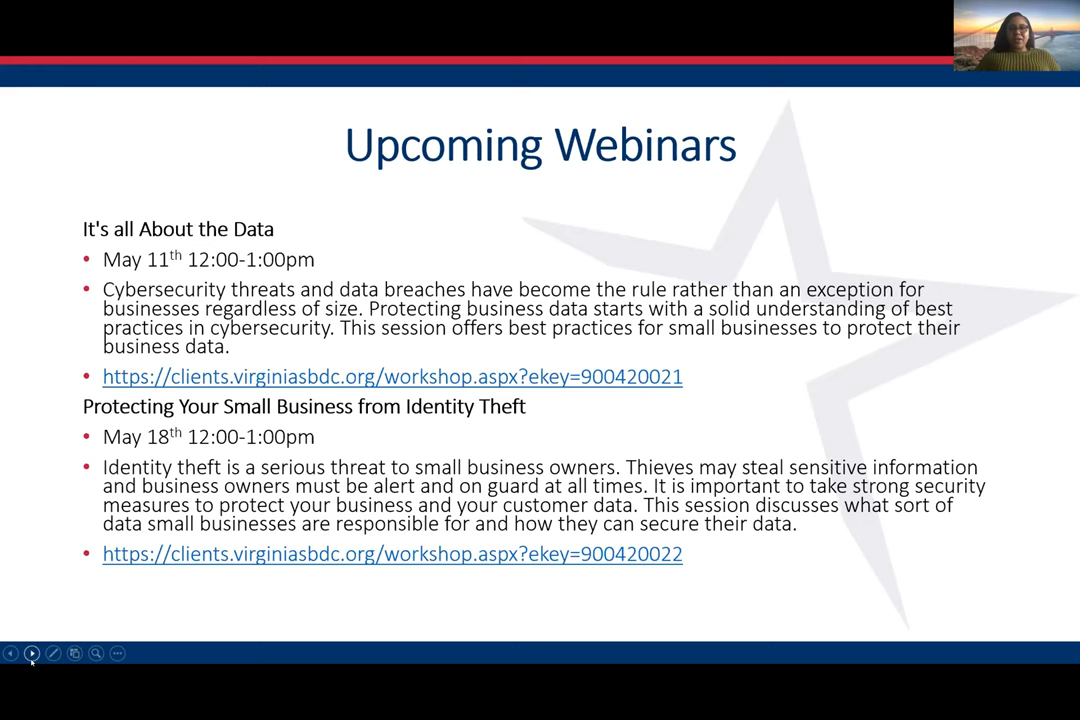 Upcoming Webinars
It's all About the Data
• May 11th 12:00-1:00pm
• Cybersecurity threats and data breaches have become the rule rather than an exception for
businesses regardless of size. Protecting business data starts with a solid understanding of best
practices in cybersecurity. This session offers best practices for small businesses to protect their
business data.
• https://clients.virginiasbdc.org/workshop.aspx?ekey=900420021
Protecting Your Small Business from Identity Theft
• May 18th 12:00-1:00pm
• Identity theft is a serious threat to small business owners. Thieves may steal sensitive information
and business owners must be alert and on guard at all times. It is important to take strong security
measures to protect your business and your customer data. This session discusses what sort of
data small businesses are responsible for and how they can secure their data.
• https://clients.virginiasbdc.org/workshop.aspx?ekey=900420022